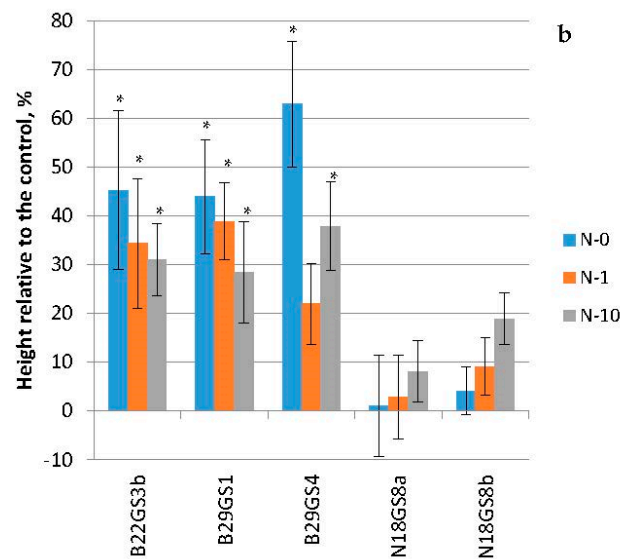 b
Height relative to the control, %
80
70
60
50
40
30
20
10
0
-10
*
*
*
*
*
*
*
*
B22GS3b
B29GS1
B29GS4
N18GS8a
N18GS8b
N-0
N-1
N-10